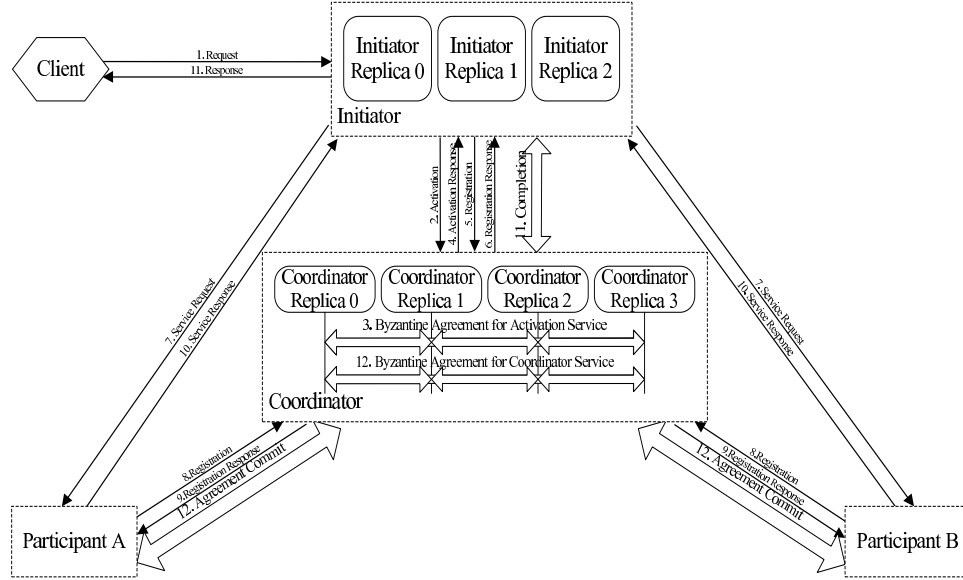 Client
1. Request
11. Response
Initiator
Replica 0
Initiator
Replica 1
Initiator
Replica 2
Initiator
2. Activation
4. Activation Response
5. Registration
6. Registration Response
11. Completion
7. Service Request
10. Service Response
7. Service Request
10. Service Response
Coordinator
Replica 0
Coordinator
Replica 1
Coordinator
Replica 2
Coordinator
Replica 3
3. Byzantine Agreement for Activation Service
12. Byzantine Agreement for Coordinator Service
Coordinator
8.Registration
9.Registration Response
12. Agreement Commit
8.Registration
9.Registration Response
12. Agreement Commit
Participant A
Participant B